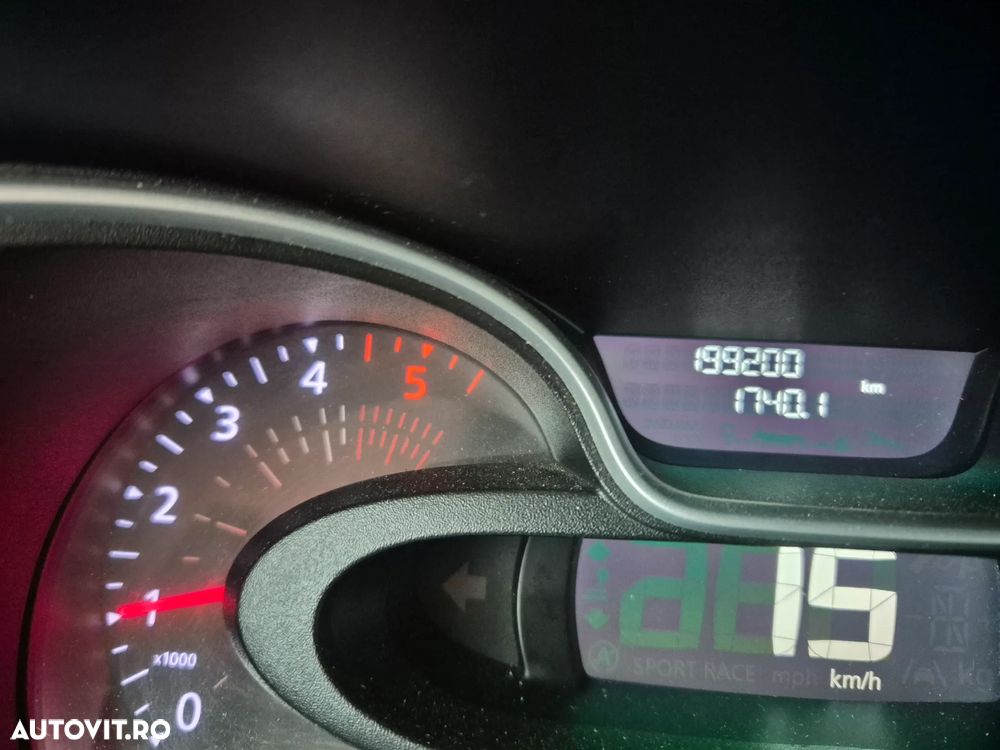 199200
1740.1
km
5
4
3
2
1
x1000
0
15
SPORT RACE mph km/h
AUTOVIT.RO